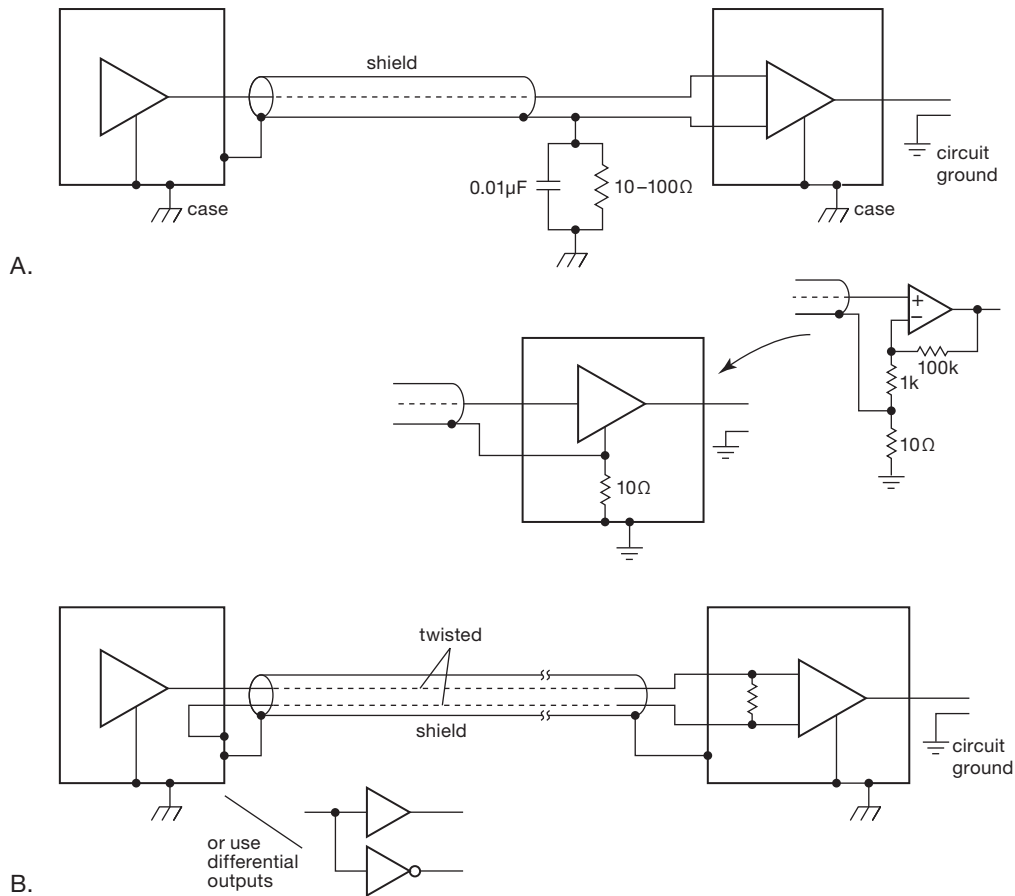 shield
0.01µF
10–100Ω
case
case
circuit
ground
A.
+
−
100k
1k
10Ω
10Ω
twisted
shield
circuit
ground
or use
differential
outputs
B.